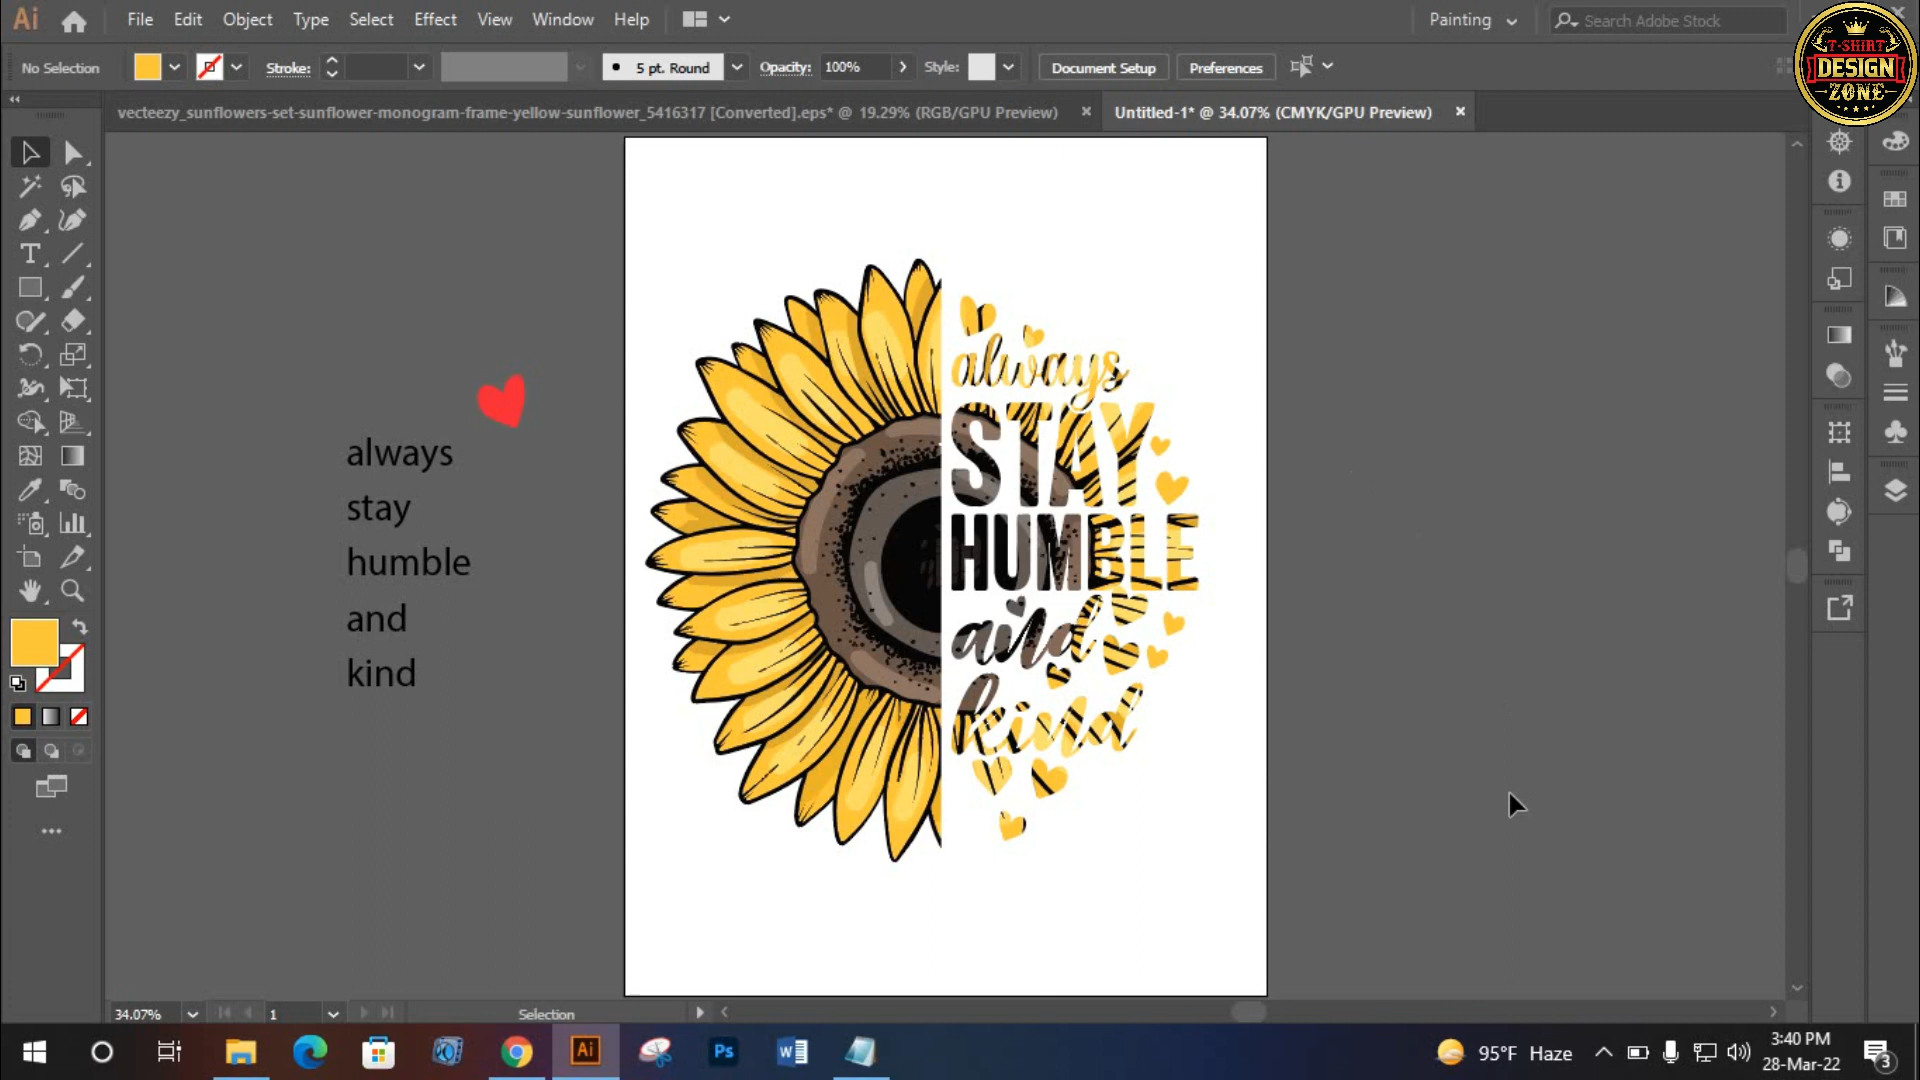 Ai File Edit Object Type Select Effect View Window Help Painting Search Adobe Stock
T-SHIRT
DESIGN
ZONE
No Selection Stroke: 5 pt. Round Opacity: 100% Style: Document Setup Preferences
vecteezy_sunflowers-set-sunflower-monogram-frame-yellow-sunflower_5416317 [Converted].eps* @ 19.29% (RGB/GPU Preview) Untitled-1* @ 34.07% (CMYK/GPU Preview)
always
stay
humble
and
kind
always
STAY
HUMBLE
and
kind
34.07% 1 Selection
Ai Ps W
95°F Haze
3:40 PM
28-Mar-22
3